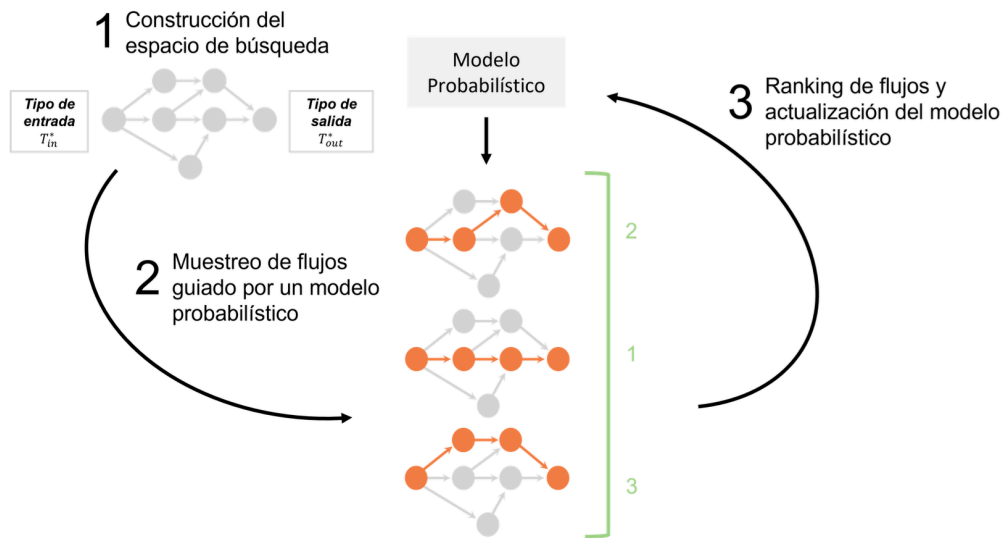 1 Construcción del
espacio de búsqueda
Tipo de
entrada
T*in
Tipo de
salida
T*out
Modelo
Probabilístico
3 Ranking de flujos y
actualización del modelo
probabilístico
2 Muestreo de flujos
guiado por un modelo
probabilístico
2
1
3